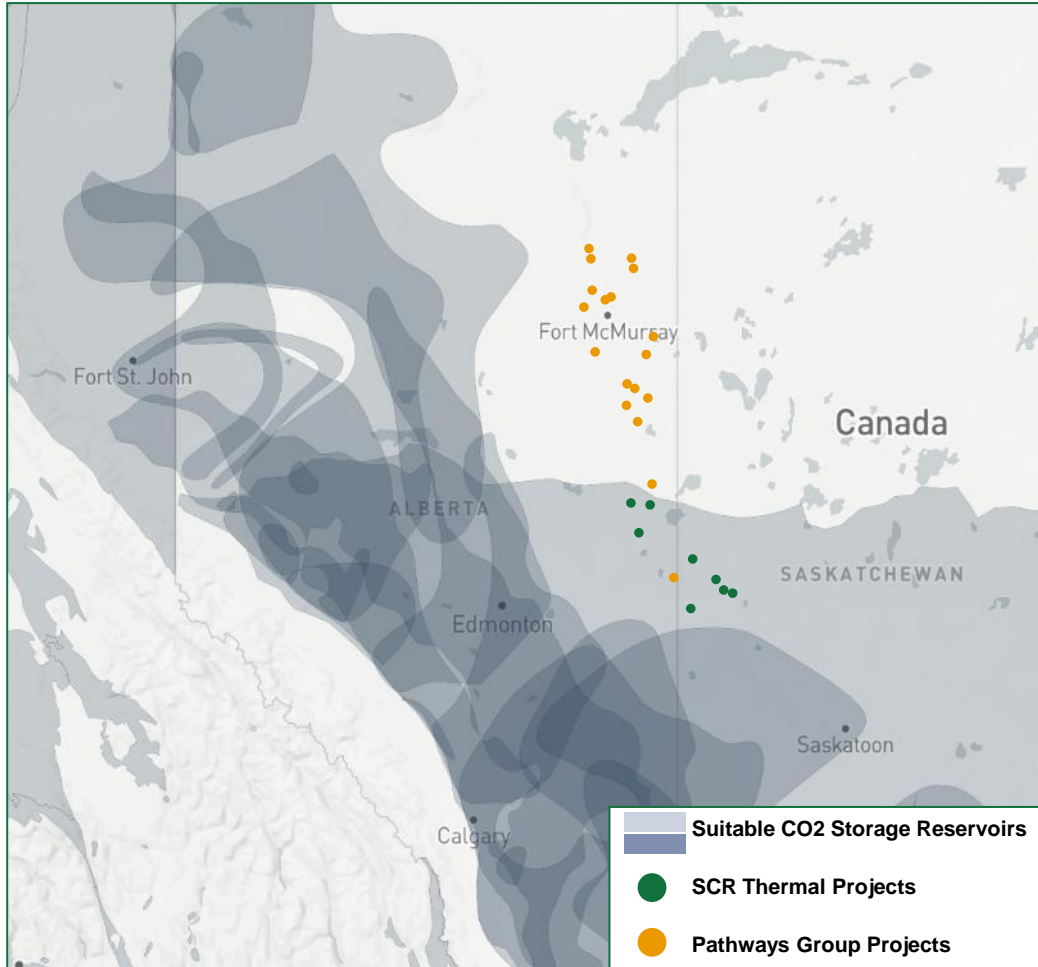 Fort McMurray
Fort St. John
Canada
ALBERTA
SASKATCHEWAN
Edmonton
Saskatoon
Calgary
Suitable CO2 Storage Reservoirs
SCR Thermal Projects
Pathways Group Projects